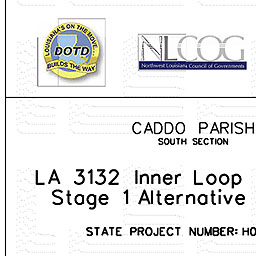 LOUISIANA'S ON THE MOVE...
DOTD
BUILDS THE WAY
NLCOG
Northwest Louisiana Council of Governments
CADDO PARISH
SOUTH SECTION
LA 3132 Inner Loop
Stage 1 Alternative
STATE PROJECT NUMBER: HO